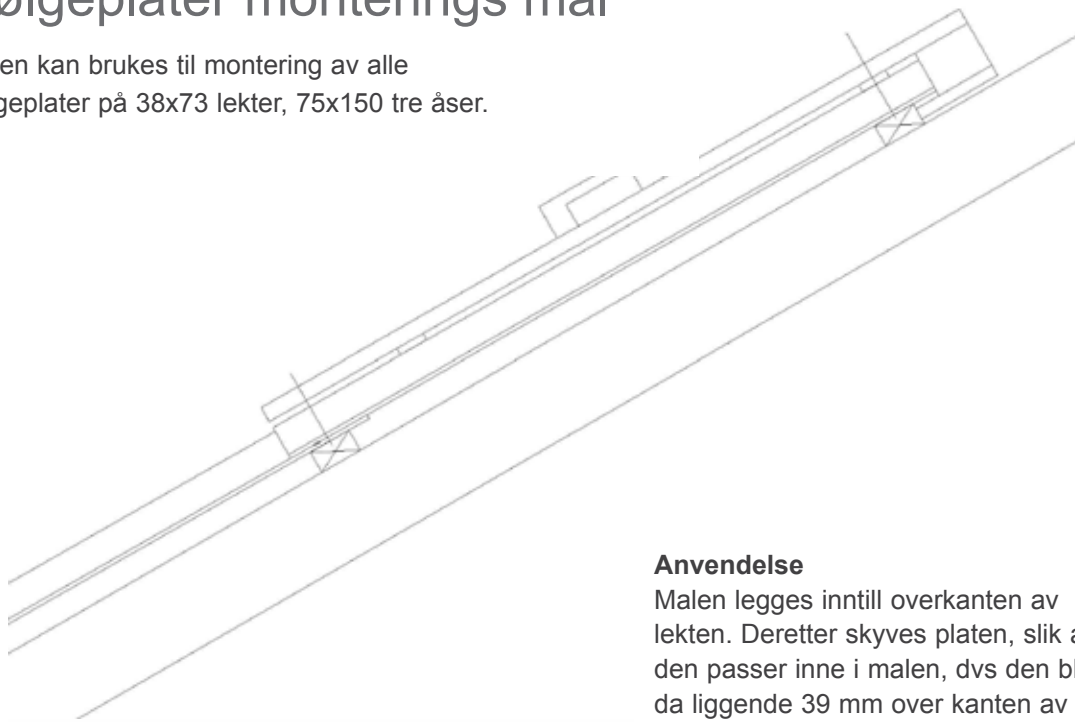 ølgeplater monterings mål
en kan brukes til montering av alle
geplater på 38x73 lekter, 75x150 tre åser.
Anvendelse
Malen legges inntill overkanten av
lekten. Deretter skyves platen, slik a
den passer inne i malen, dvs den bl
da liggende 39 mm over kanten av